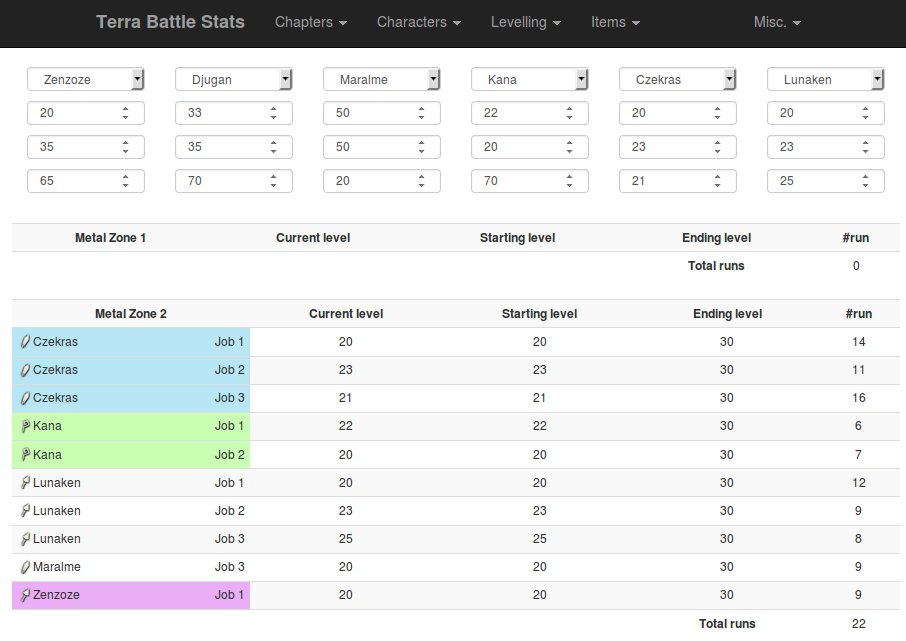 Terra Battle Stats Chapters Characters Levelling Items Misc.
Zenzoze Djugan Maralme Kana Czekras Lunaken
20 33 50 22 20 20
35 35 50 20 23 23
65 70 20 70 21 25
Metal Zone 1 Current level Starting level Ending level #run
Total runs 0
Metal Zone 2 Current level Starting level Ending level #run
Czekras Job 1 20 20 30 14
Czekras Job 2 23 23 30 11
Czekras Job 3 21 21 30 16
Kana Job 1 22 22 30 6
Kana Job 2 20 20 30 7
Lunaken Job 1 20 20 30 12
Lunaken Job 2 23 23 30 9
Lunaken Job 3 25 25 30 8
Maralme Job 3 20 20 30 9
Zenzoze Job 1 20 20 30 9
Total runs 22